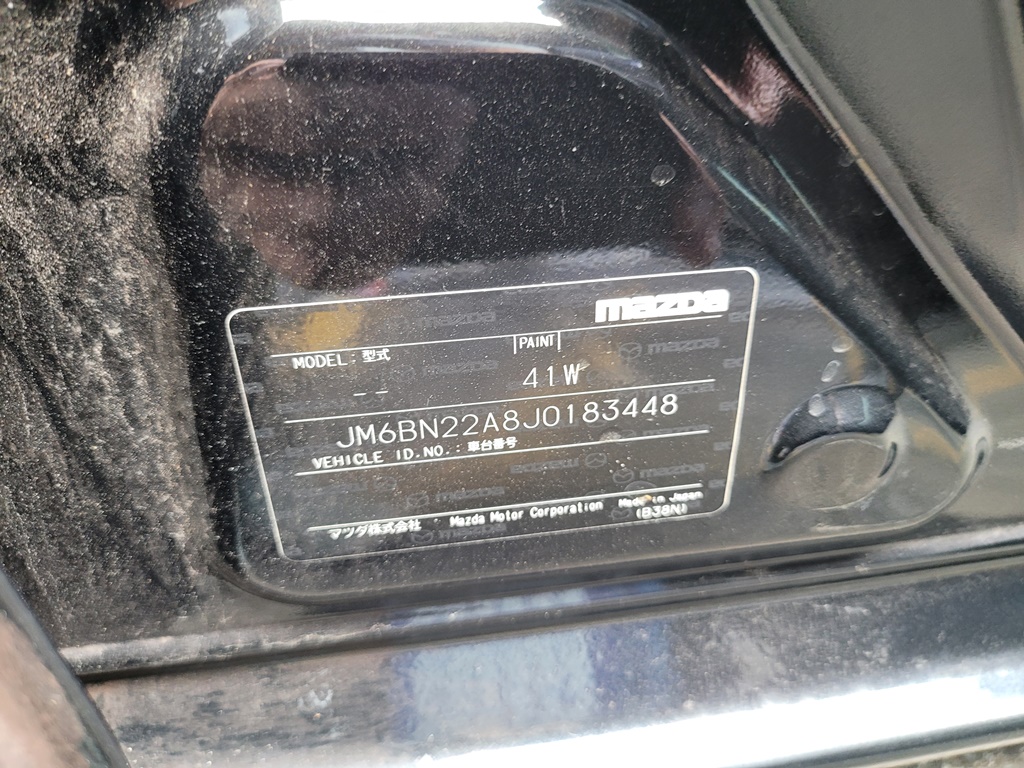 mazda
MODEL: 型式 PAINT
-- 41W
JM6BN22A8J0183448
VEHICLE ID.NO.: 車台番号
マツダ株式会社 Mazda Motor Corporation Made in Japan
(B38N)